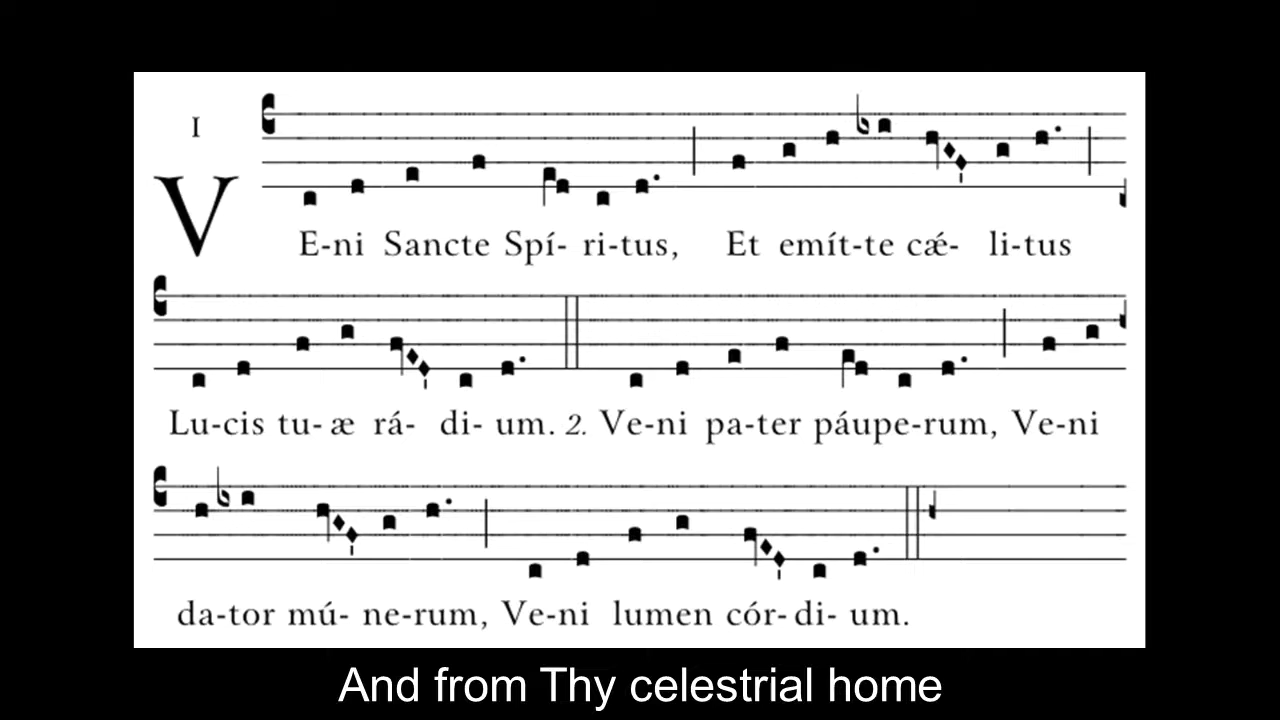 I
VE-ni Sancte Spí- ri-tus, Et emít-te cǽ- li-tus
Lu-cis tu- æ rá- di- um. 2. Ve-ni pa-ter páupe-rum, Ve-ni
da-tor mú- ne-rum, Ve-ni lumen cór- di- um.
And from Thy celestrial home